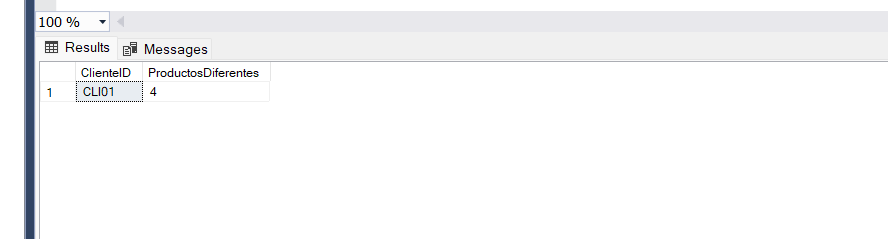 100 %
Results Messages
ClienteID ProductosDiferentes
1 CLI01 4